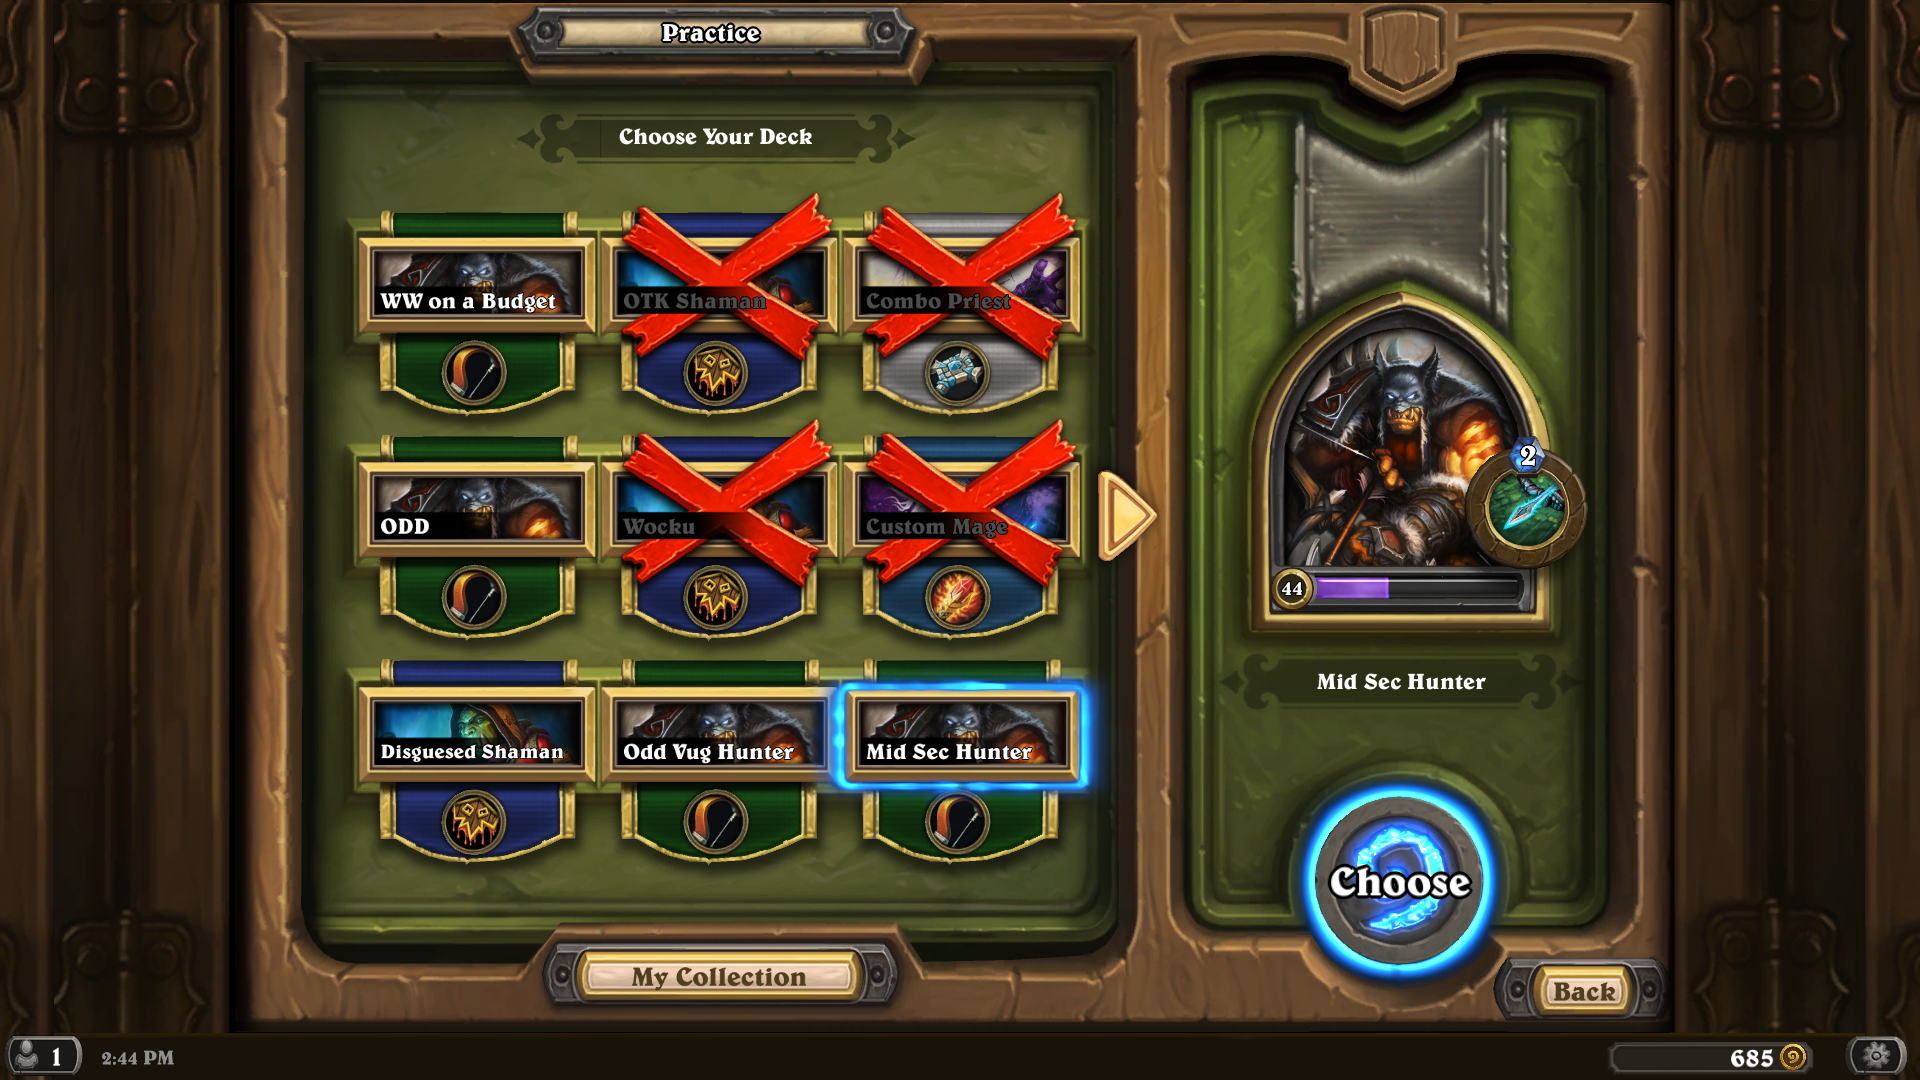 Practice
Choose Your Deck
WW on a Budget
OTK Shaman
Combo Priest
ODD
Wocku
Custom Mage
Disguesed Shaman
Odd Vug Hunter
Mid Sec Hunter
2
44
Mid Sec Hunter
Choose
My Collection
Back
1
2:44 PM
685